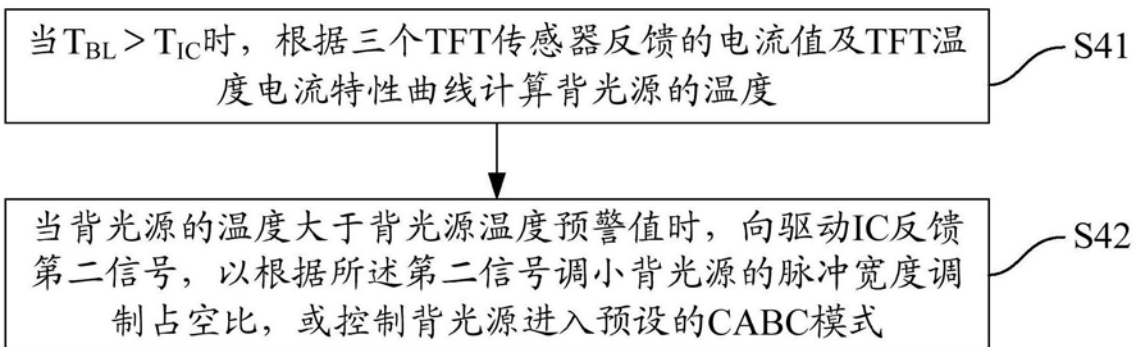 当T_BL＞T_IC时，根据三个TFT传感器反馈的电流值及TFT温
度电流特性曲线计算背光源的温度
S41
当背光源的温度大于背光源温度预警值时，向驱动IC反馈
第二信号，以根据所述第二信号调小背光源的脉冲宽度调
制占空比，或控制背光源进入预设的CABC模式
S42